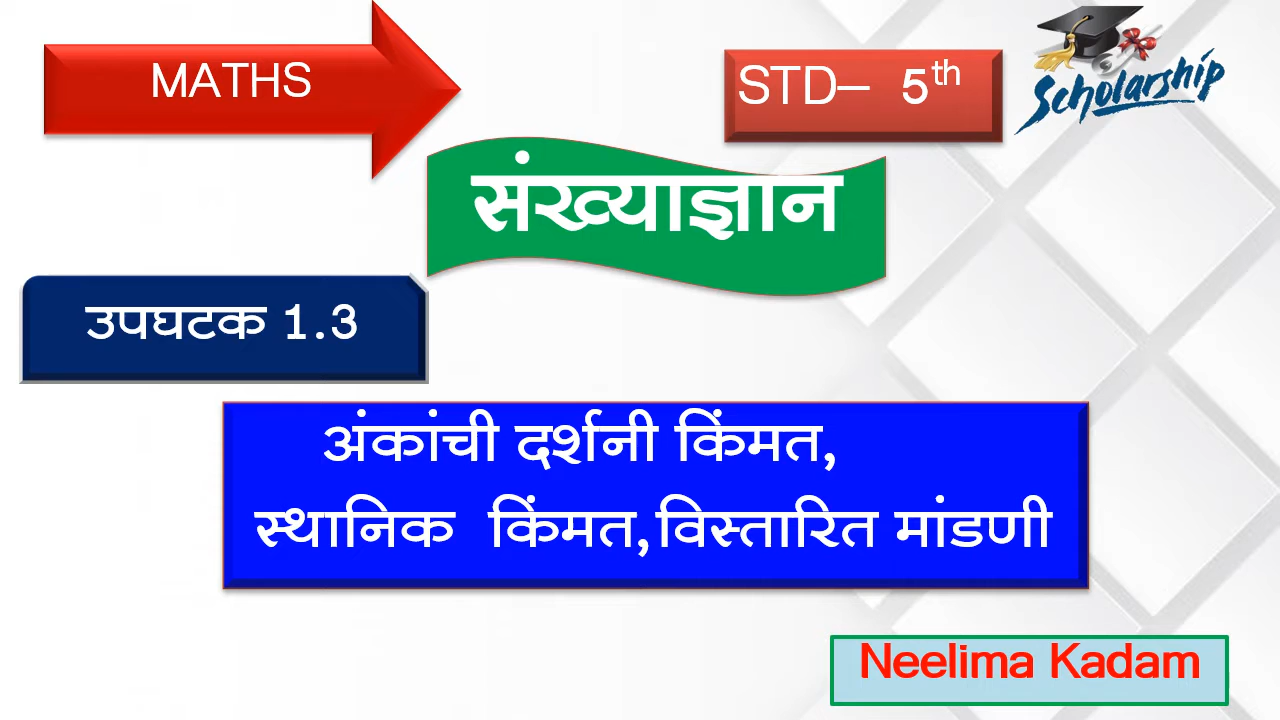 MATHS
STD– 5th
Scholarship
संख्याज्ञान
उपघटक 1.3
अंकांची दर्शनी किंमत,
स्थानिक किंमत,विस्तारित मांडणी
Neelima Kadam